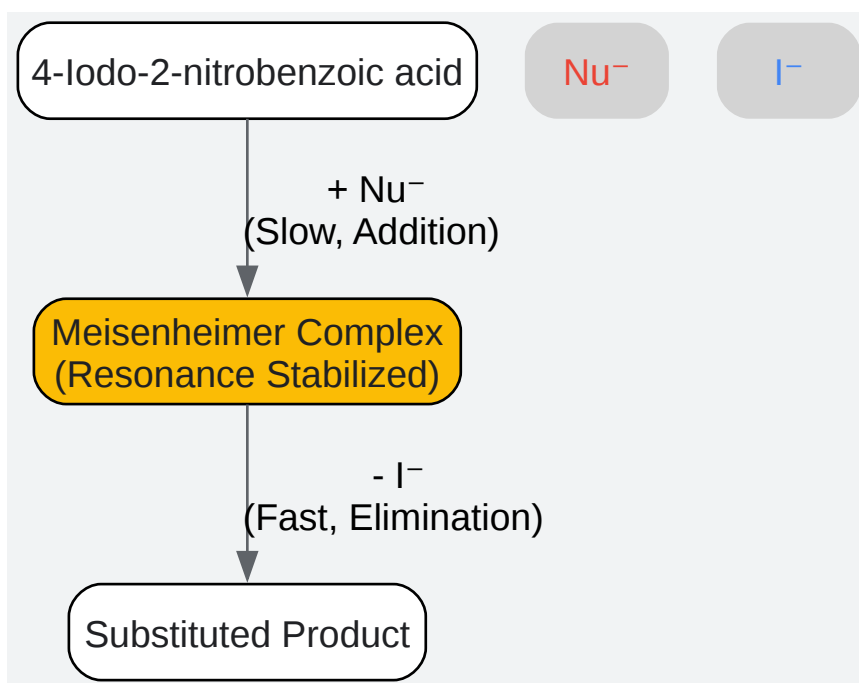 4-Iodo-2-nitrobenzoic acid
Nu⁻
I⁻
+ Nu⁻
(Slow, Addition)
Meisenheimer Complex
(Resonance Stabilized)
- I⁻
(Fast, Elimination)
Substituted Product